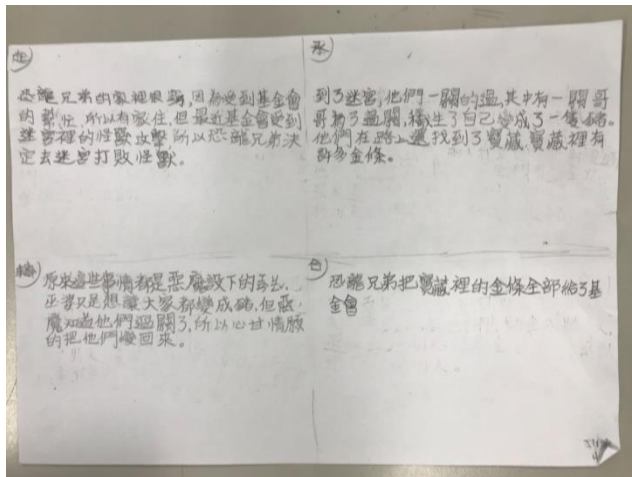 起
恐龍兄弟的家裡很窮,因為受到基金會
的幫忙,所以有家住,但最近基金會受到
迷宮裡的怪獸攻擊,所以恐龍兄弟決
定去迷宮打敗怪獸。
承
到了迷宮,他們一關一關的過,其中有一關哥
哥為了過關,犧牲了自己變成了一隻豬。
他們在路上還找到了寶藏,寶藏裡有
許多金條。
轉
原來這些事情都是惡魔設下的
巫婆只是想讓大家都變成豬,但惡
魔知道他們過關了,所以心甘情願
的把他們變回來。
合
恐龍兄弟把寶藏裡的金條全部給了基
金會